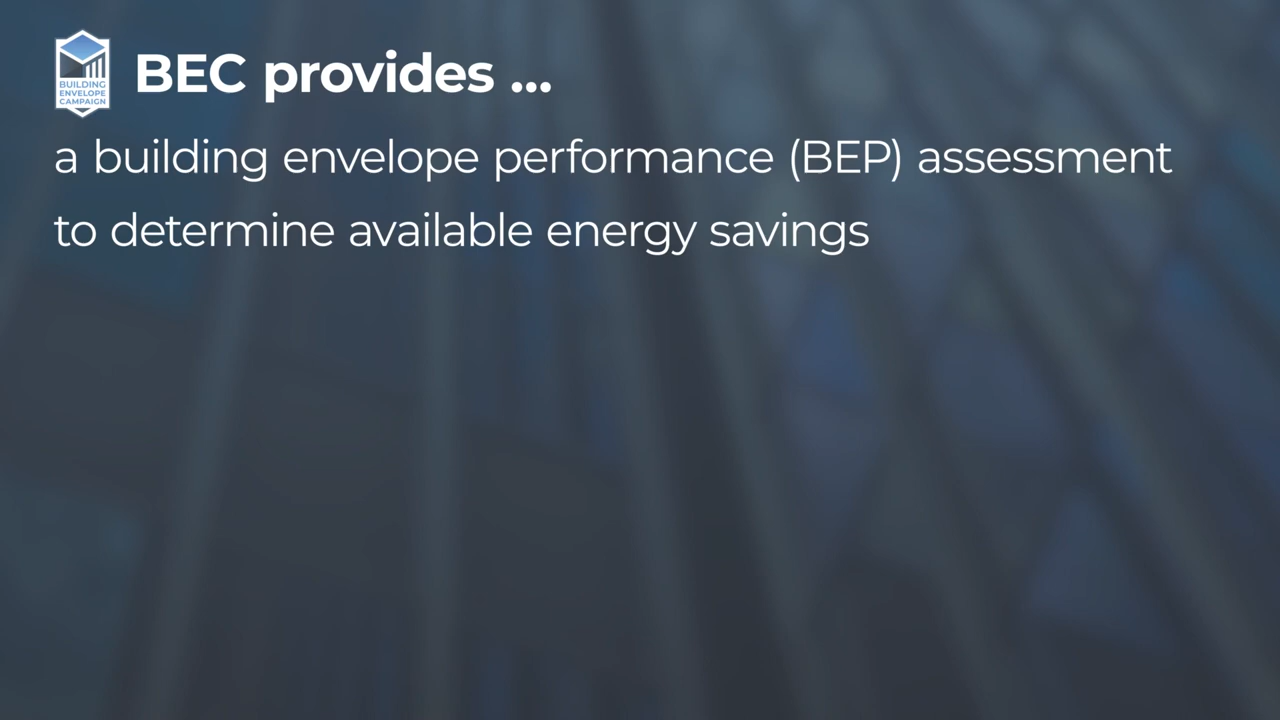 BUILDING
ENVELOPE
CAMPAIGN
BEC provides ...
a building envelope performance (BEP) assessment
to determine available energy savings